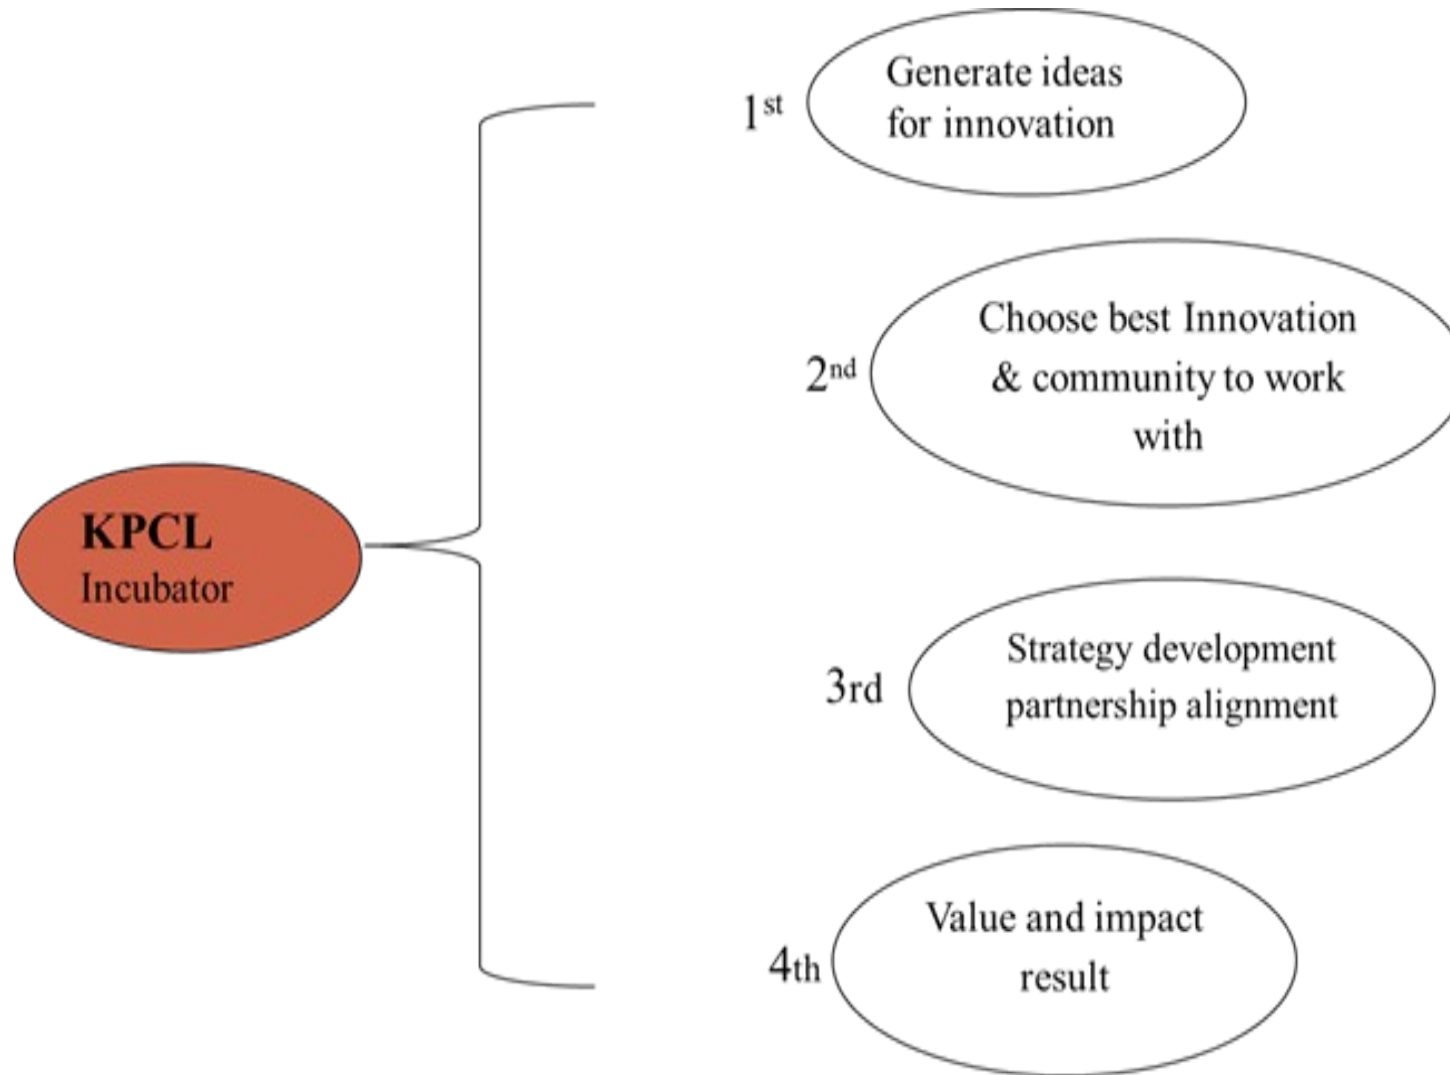 1st
Generate ideas
for innovation
2nd
Choose best Innovation
& community to work
with
KPCL
Incubator
3rd
Strategy development
partnership alignment
4th
Value and impact
result